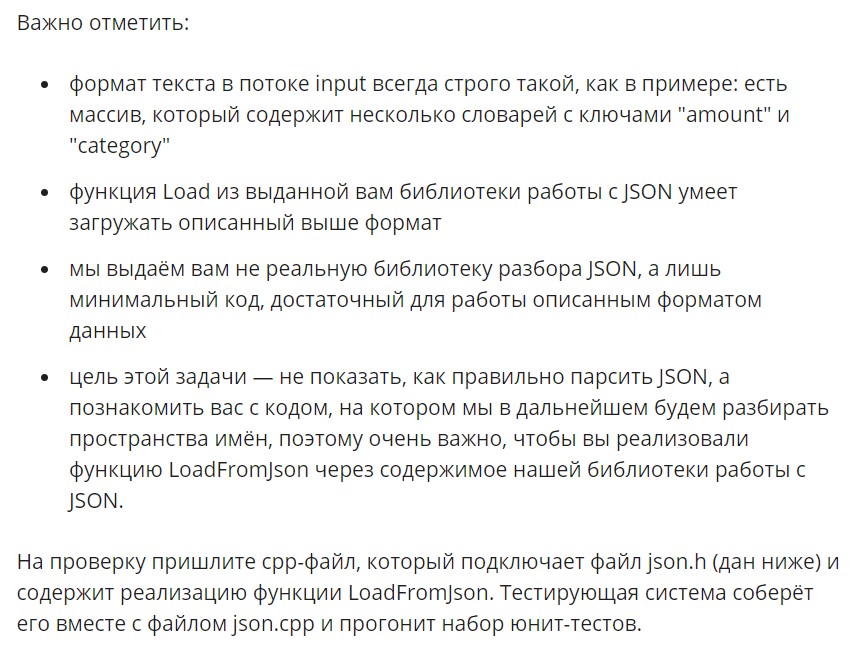 Важно отметить:
• формат текста в потоке input всегда строго такой, как в примере: есть
массив, который содержит несколько словарей с ключами "amount" и
"category"
• функция Load из выданной вам библиотеки работы с JSON умеет
загружать описанный выше формат
• мы выдаём вам не реальную библиотеку разбора JSON, а лишь
минимальный код, достаточный для работы описанным форматом
данных
• цель этой задачи — не показать, как правильно парсить JSON, а
познакомить вас с кодом, на котором мы в дальнейшем будем разбирать
пространства имён, поэтому очень важно, чтобы вы реализовали
функцию LoadFromJson через содержимое нашей библиотеки работы с
JSON.
На проверку пришлите cpp-файл, который подключает файл json.h (дан ниже) и
содержит реализацию функции LoadFromJson. Тестирующая система соберёт
его вместе с файлом json.cpp и прогонит набор юнит-тестов.